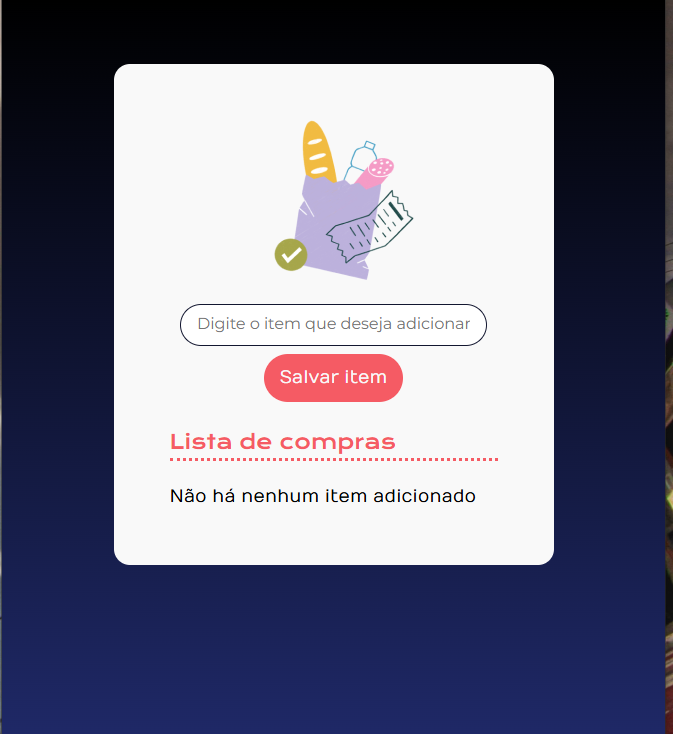 Digite o item que deseja adicionar
Salvar item
Lista de compras
Não há nenhum item adicionado